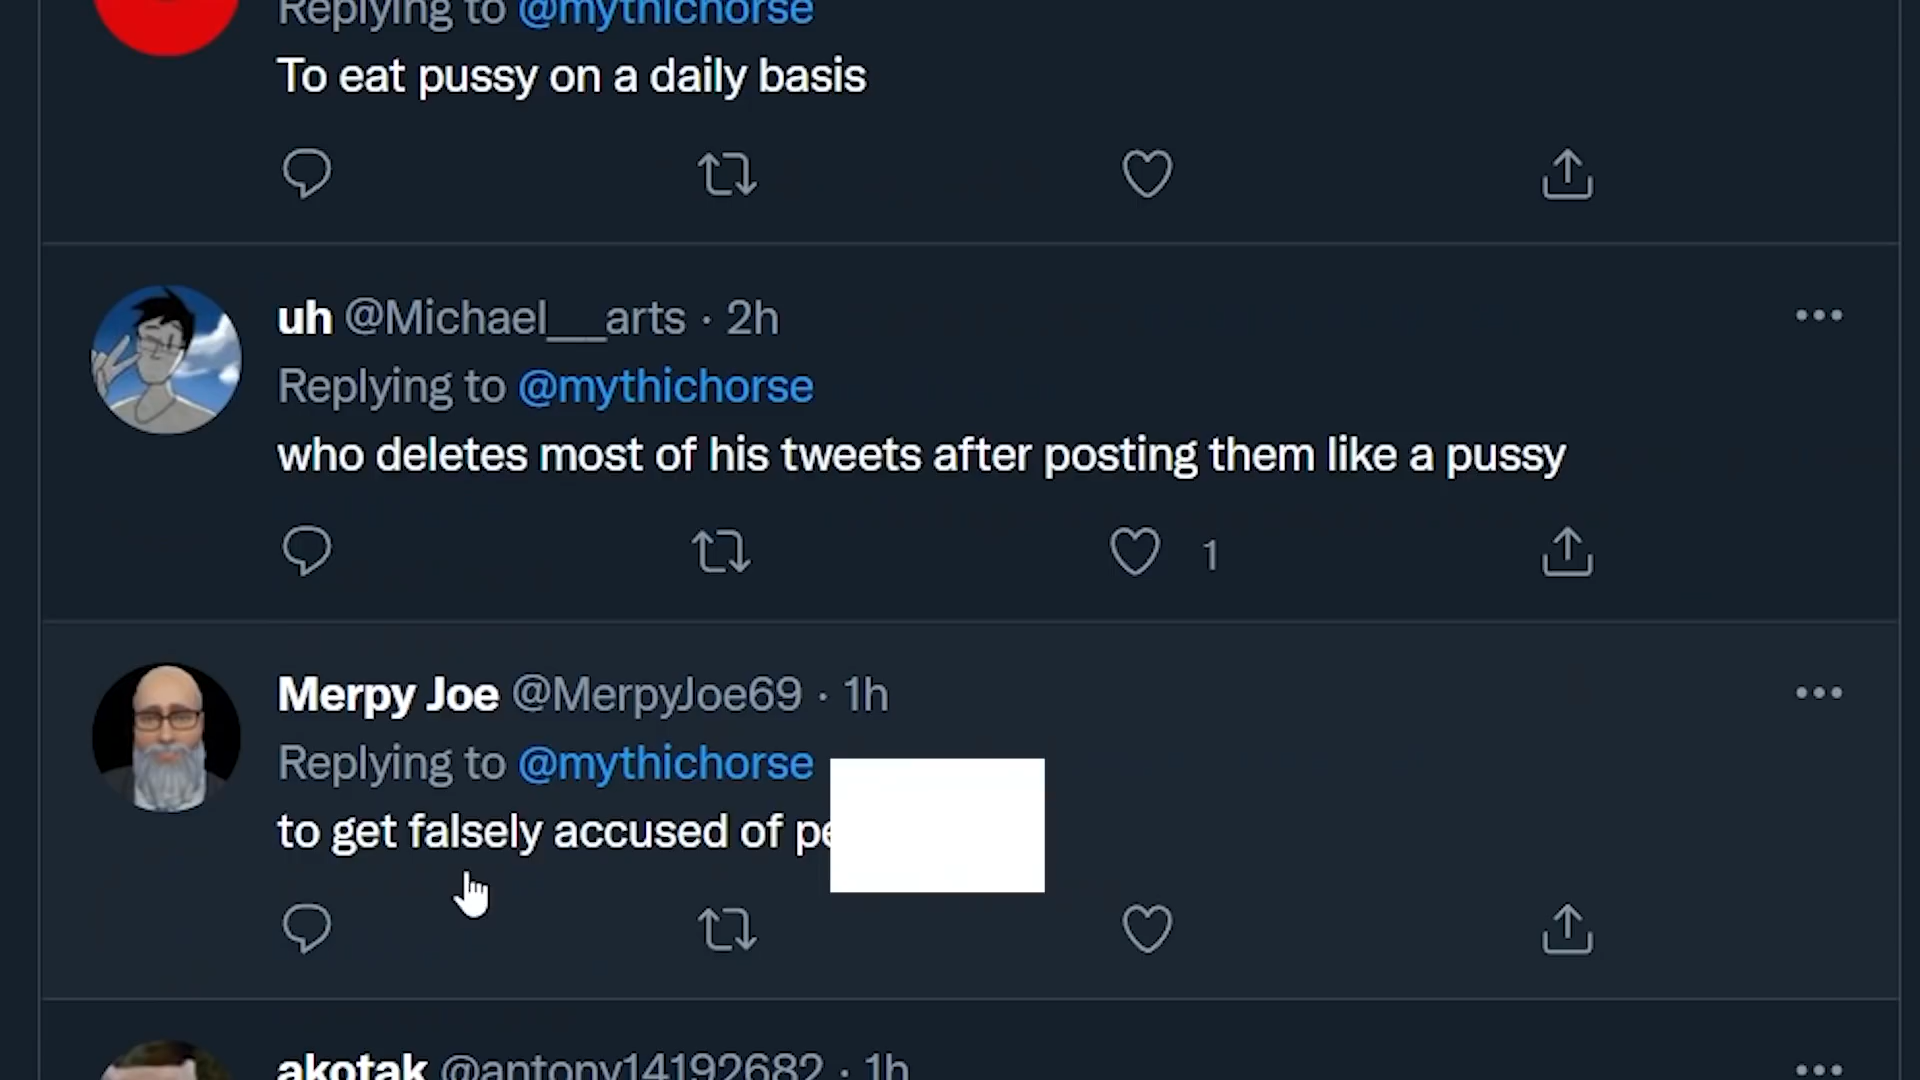 Replying to @mythichorse
To eat pussy on a daily basis
uh @Michael__arts · 2h
Replying to @mythichorse
who deletes most of his tweets after posting them like a pussy
1
Merpy Joe @MerpyJoe69 · 1h
Replying to @mythichorse
to get falsely accused of
akotak @antony14192682 · 1h